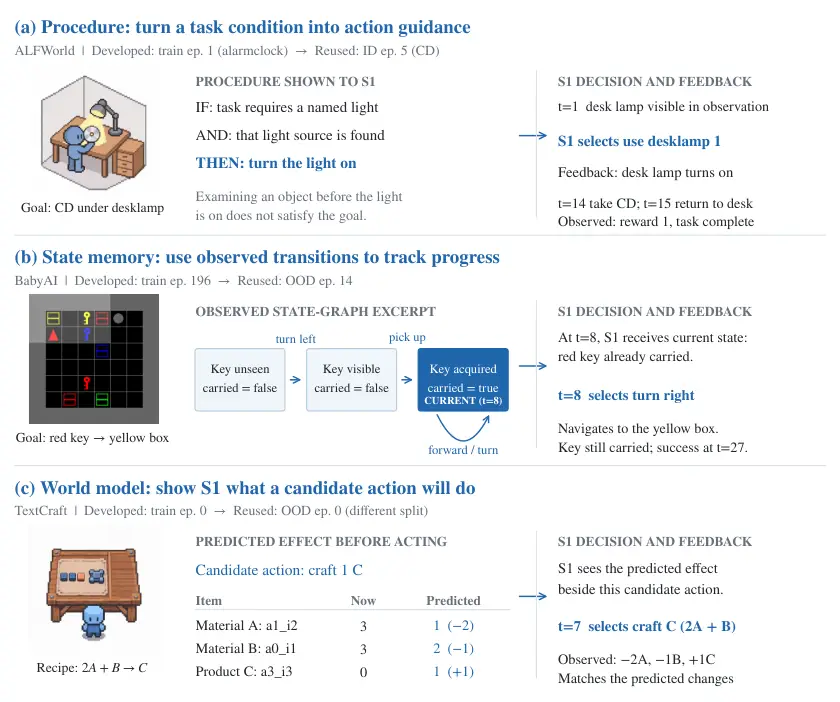 (a) Procedure: turn a task condition into action guidance
ALFWorld | Developed: train ep. 1 (alarmclock) → Reused: ID ep. 5 (CD)
Goal: CD under desklamp
PROCEDURE SHOWN TO S1
IF: task requires a named light
AND: that light source is found
THEN: turn the light on
Examining an object before the light
is on does not satisfy the goal.
S1 DECISION AND FEEDBACK
t=1 desk lamp visible in observation
S1 selects use desklamp 1
Feedback: desk lamp turns on
t=14 take CD; t=15 return to desk
Observed: reward 1, task complete
(b) State memory: use observed transitions to track progress
BabyAI | Developed: train ep. 196 → Reused: OOD ep. 14
Goal: red key → yellow box
OBSERVED STATE-GRAPH EXCERPT
turn left
pick up
Key unseen
carried = false
Key visible
carried = false
Key acquired
carried = true
CURRENT (t=8)
forward / turn
S1 DECISION AND FEEDBACK
At t=8, S1 receives current state:
red key already carried.
t=8 selects turn right
Navigates to the yellow box.
Key still carried; success at t=27.
(c) World model: show S1 what a candidate action will do
TextCraft | Developed: train ep. 0 → Reused: OOD ep. 0 (different split)
Recipe: 2A + B → C
PREDICTED EFFECT BEFORE ACTING
Candidate action: craft 1 C
Item Now Predicted
Material A: a1_i2 3 1 (−2)
Material B: a0_i1 3 2 (−1)
Product C: a3_i3 0 1 (+1)
S1 DECISION AND FEEDBACK
S1 sees the predicted effect
beside this candidate action.
t=7 selects craft C (2A + B)
Observed: −2A, −1B, +1C
Matches the predicted changes